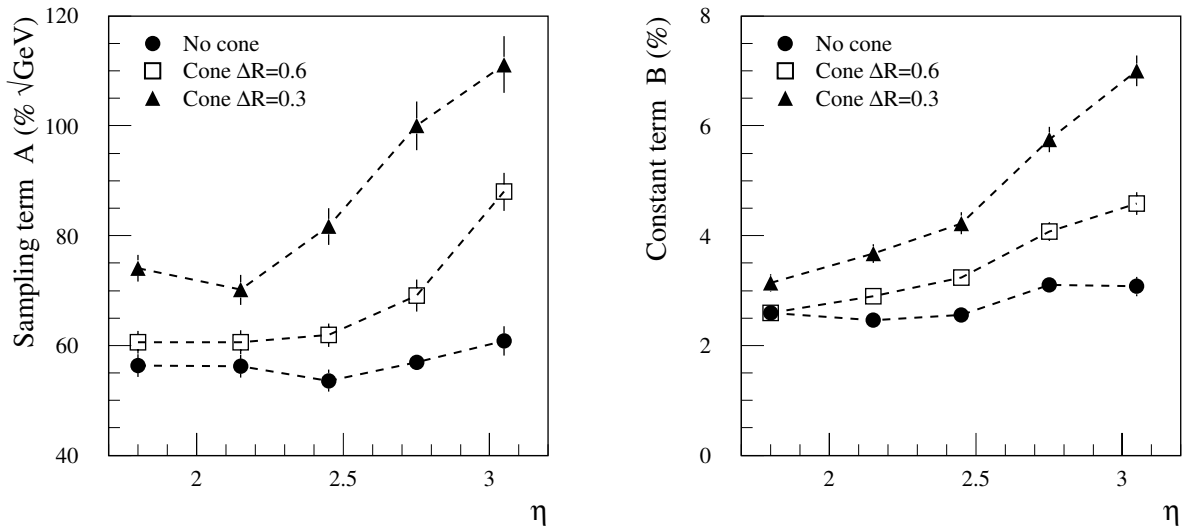 Sampling term A (% √GeV)
120
100
80
60
40
No cone
Cone ΔR=0.6
Cone ΔR=0.3
2
2.5
3
η
Constant term B (%)
8
6
4
2
0
No cone
Cone ΔR=0.6
Cone ΔR=0.3
2
2.5
3
η